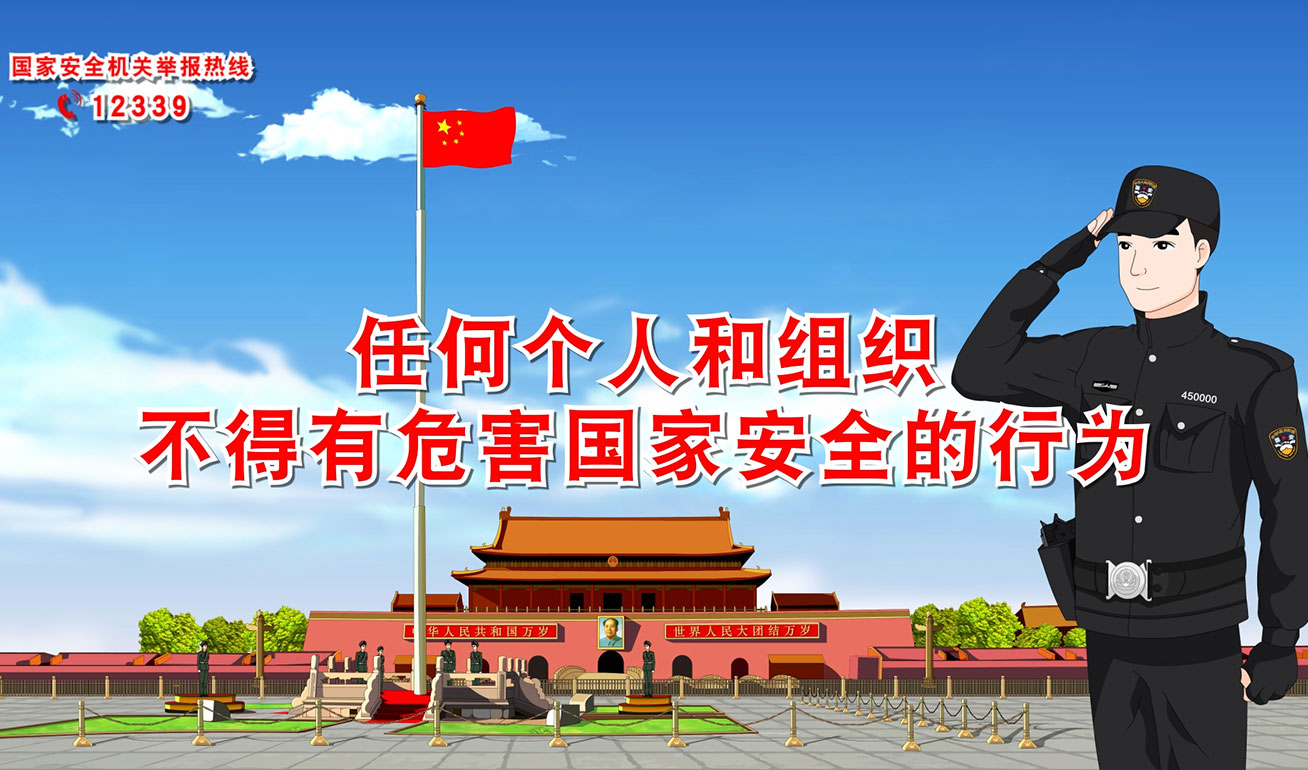 国家安全机关举报热线
12339
任何个人和组织
不得有危害国家安全的行为
450000
中华人民共和国万岁
世界人民大团结万岁